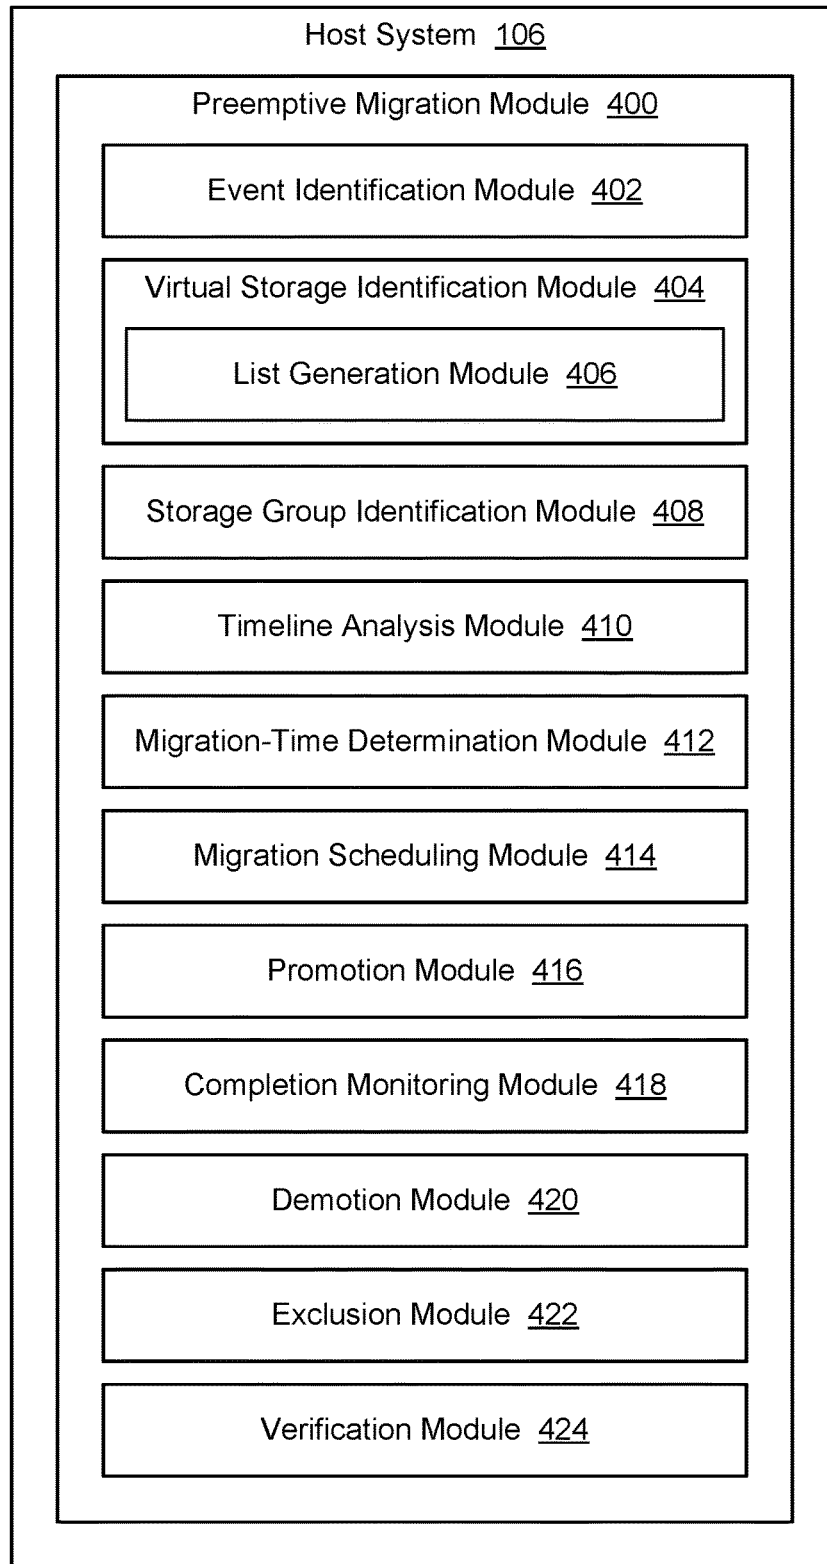 Host System 106
Preemptive Migration Module 400
Event Identification Module 402
Virtual Storage Identification Module 404
List Generation Module 406
Storage Group Identification Module 408
Timeline Analysis Module 410
Migration-Time Determination Module 412
Migration Scheduling Module 414
Promotion Module 416
Completion Monitoring Module 418
Demotion Module 420
Exclusion Module 422
Verification Module 424